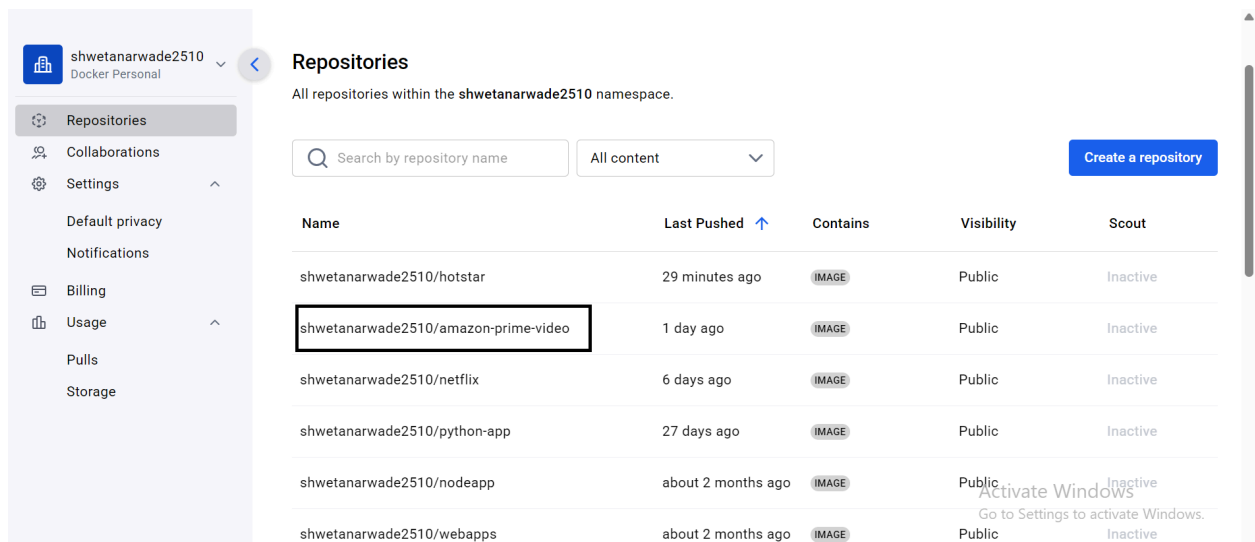 shwetanarwade2510
Docker Personal
Repositories
Collaborations
Settings
Default privacy
Notifications
Billing
Usage
Pulls
Storage
Repositories
All repositories within the shwetanarwade2510 namespace.
Search by repository name
All content
Create a repository
Name Last Pushed Contains Visibility Scout
shwetanarwade2510/hotstar 29 minutes ago IMAGE Public Inactive
shwetanarwade2510/amazon-prime-video 1 day ago IMAGE Public Inactive
shwetanarwade2510/netflix 6 days ago IMAGE Public Inactive
shwetanarwade2510/python-app 27 days ago IMAGE Public Inactive
shwetanarwade2510/nodeapp about 2 months ago IMAGE Public Inactive
Activate Windows
Go to Settings to activate Windows.
shwetanarwade2510/webapps about 2 months ago IMAGE Public Inactive